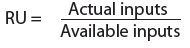 RU = Actual inputs
Available inputs